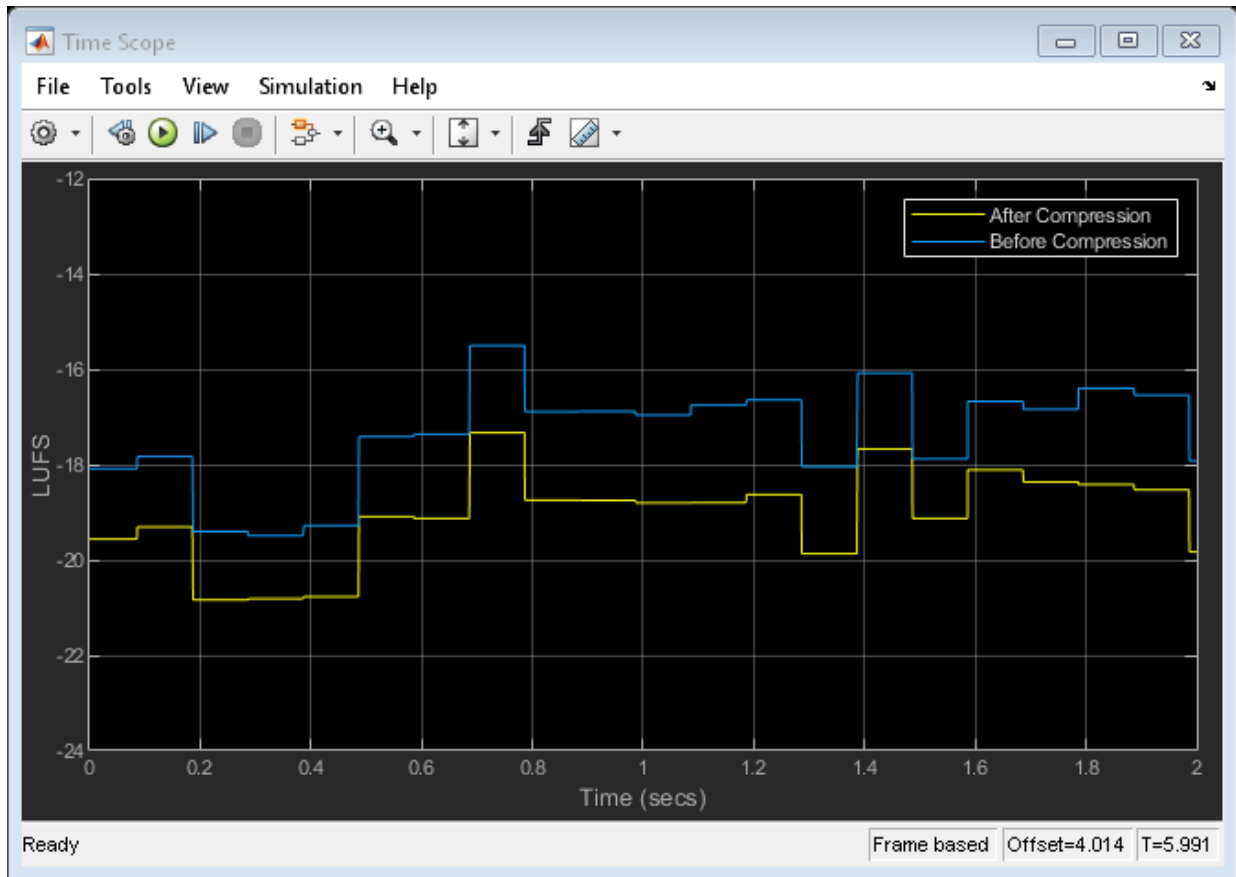 Time Scope
File Tools View Simulation Help
-12
After Compression
Before Compression
-14
-16
LUFS
-18
-20
-22
-24
0 0.2 0.4 0.6 0.8 1 1.2 1.4 1.6 1.8 2
Time (secs)
Ready Frame based Offset=4.014 T=5.991